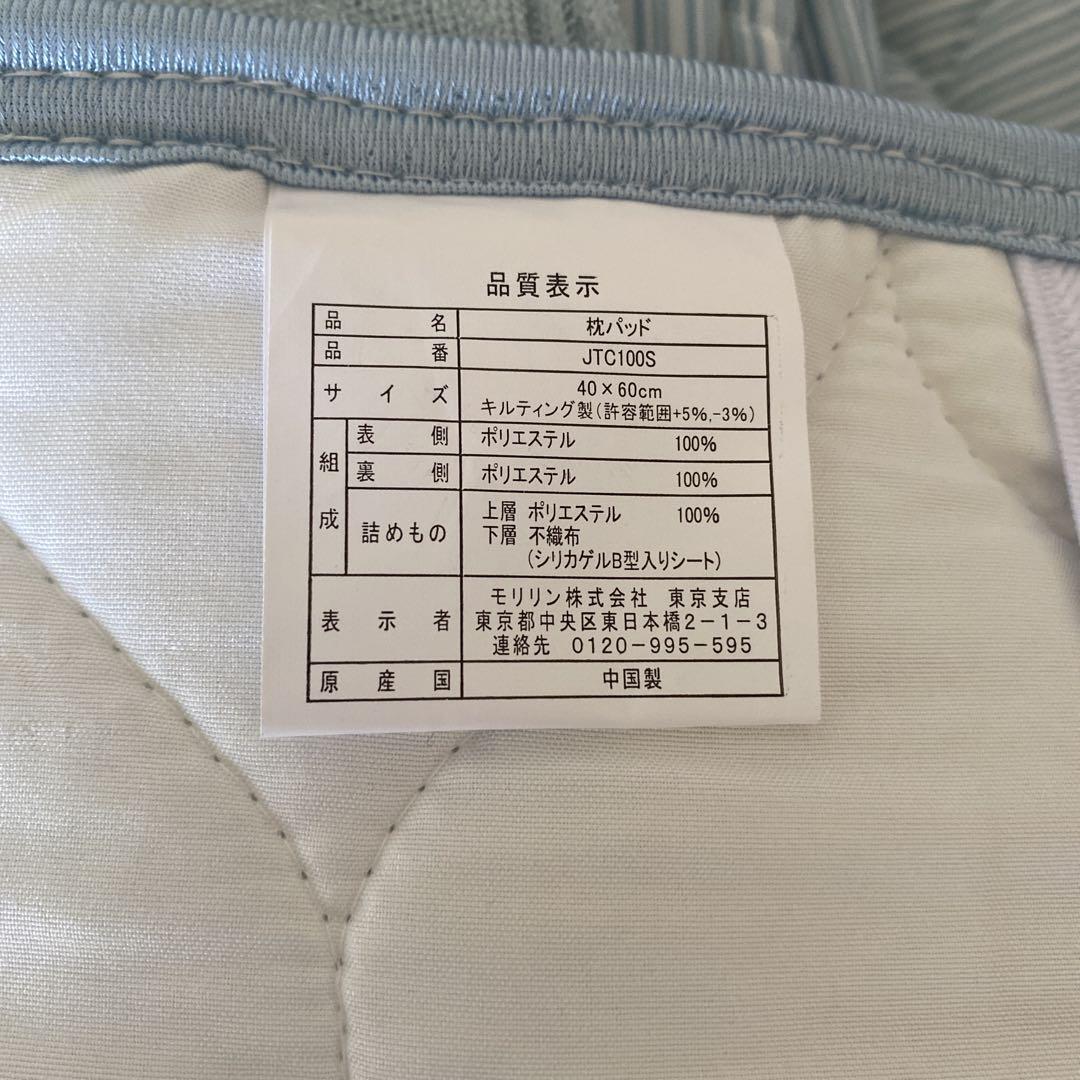 品質表示
品名 枕パッド
品番 JTC100S
サイズ 40×60cm
キルティング製(許容範囲+5%,-3%)
組成 表側 ポリエステル 100%
裏側 ポリエステル 100%
詰めもの 上層 ポリエステル 100%
下層 不織布
(シリカゲルB型入りシート)
表示者 モリリン株式会社 東京支店
東京都中央区東日本橋2-1-3
連絡先 0120-995-595
原産国 中国製